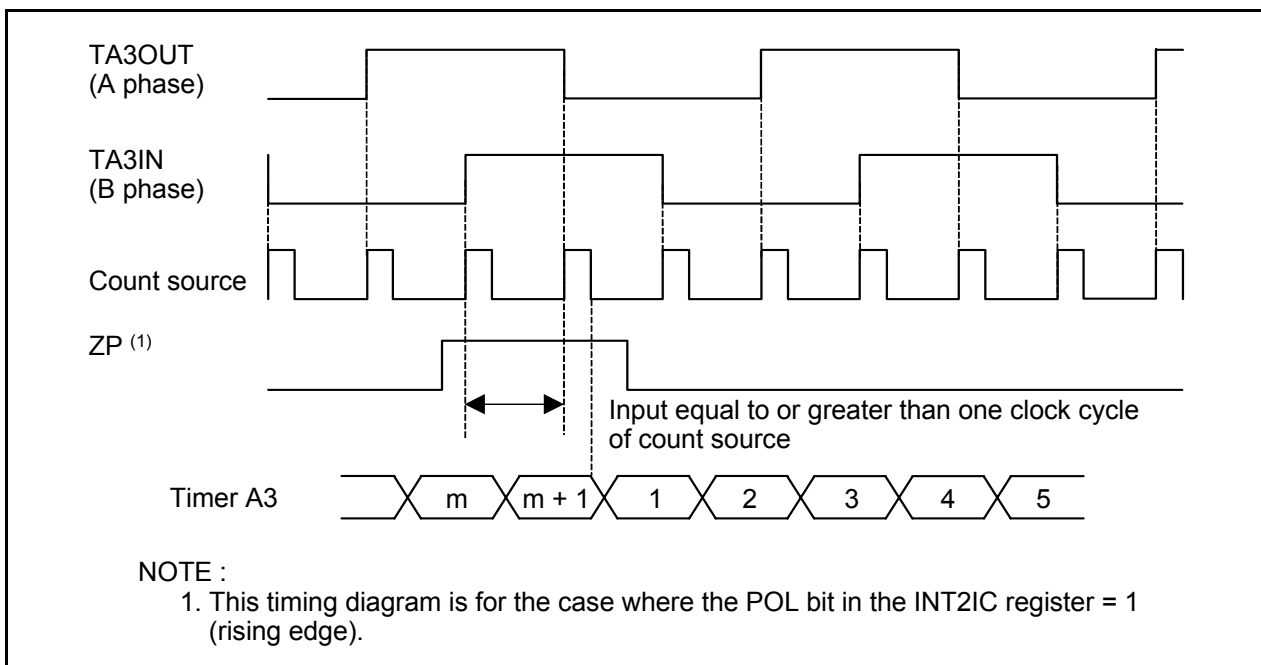 TA3OUT
(A phase)
TA3IN
(B phase)
Count source
ZP (1)
Input equal to or greater than one clock cycle
of count source
Timer A3 m m + 1 1 2 3 4 5
NOTE :
1. This timing diagram is for the case where the POL bit in the INT2IC register = 1
(rising edge).